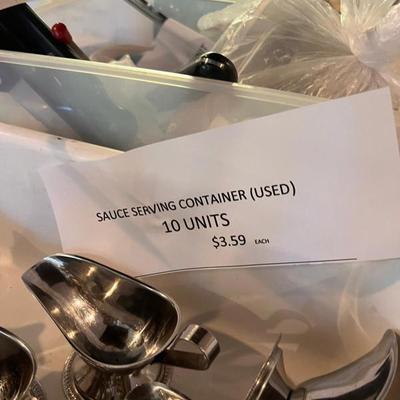 SAUCE SERVING CONTAINER (USED)
10 UNITS
$3.59 EACH